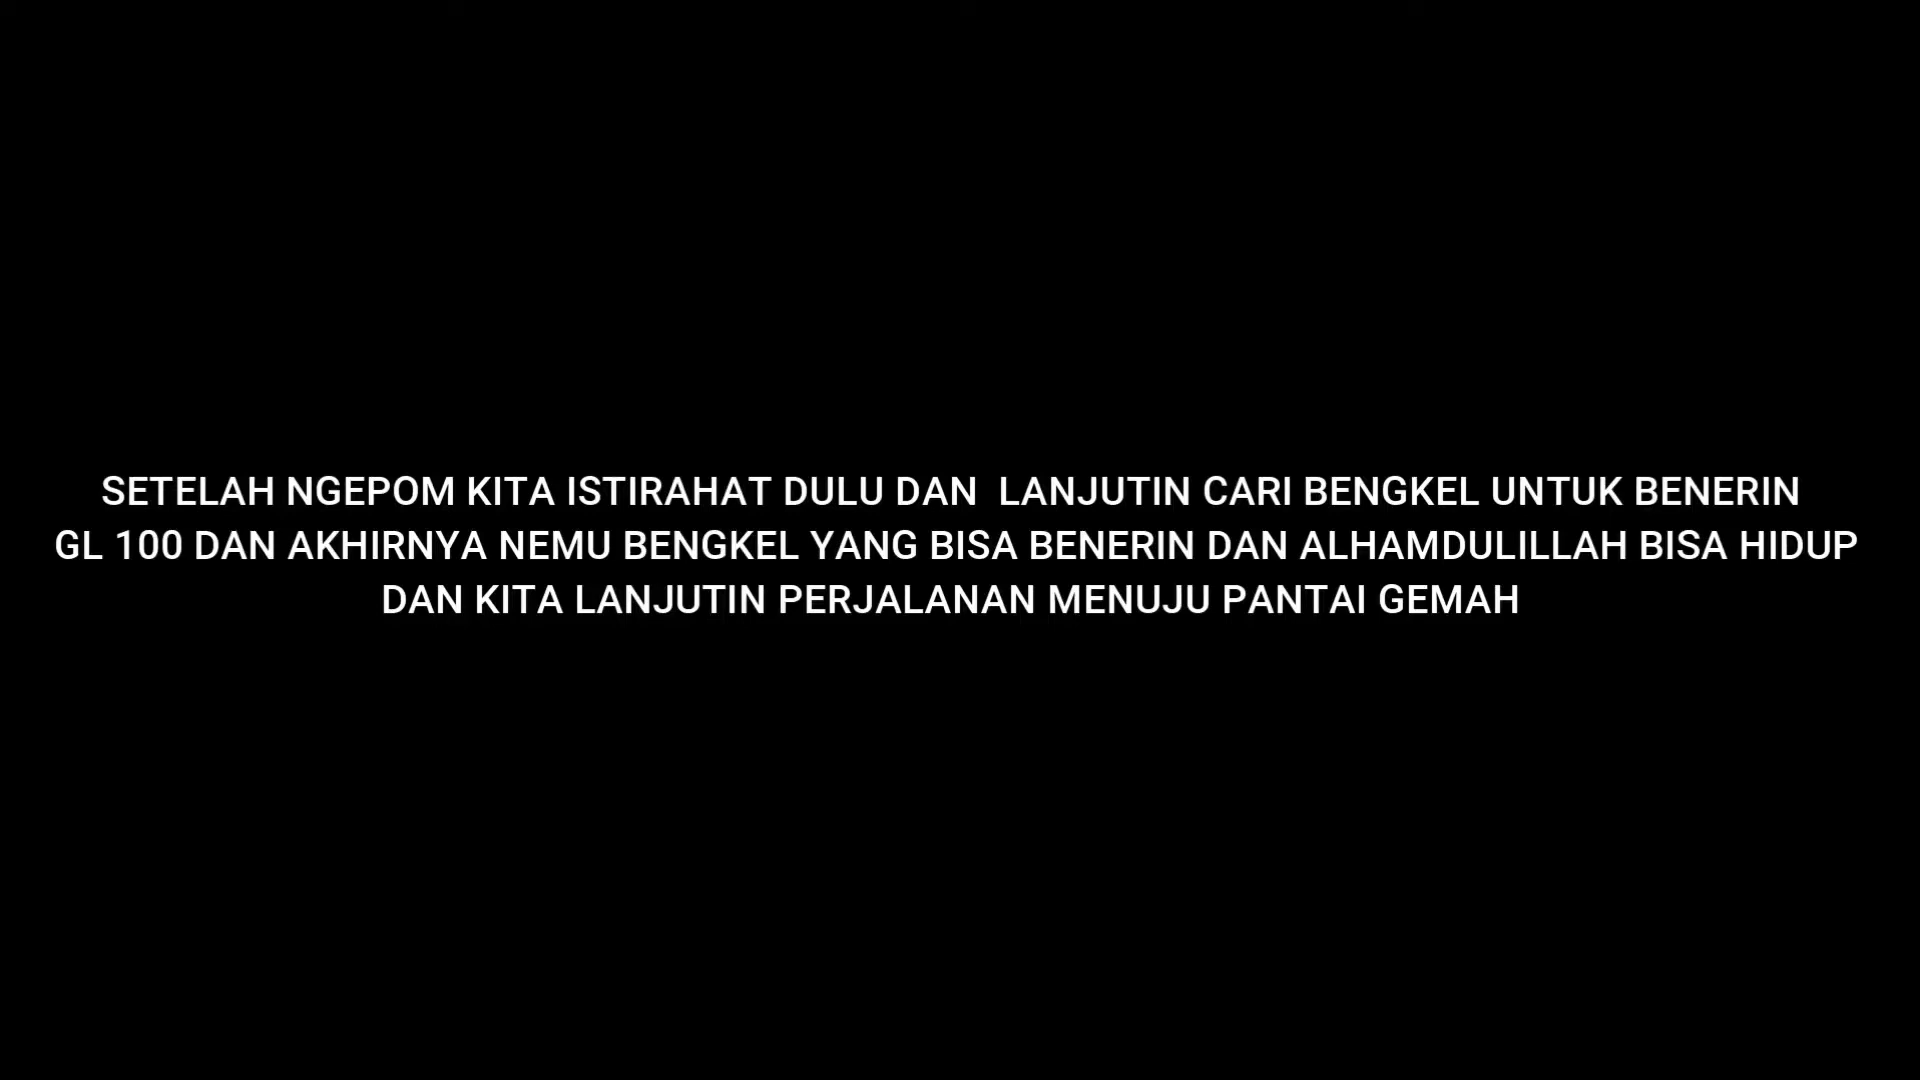 SETELAH NGEPOM KITA ISTIRAHAT DULU DAN  LANJUTIN CARI BENGKEL UNTUK BENERIN
GL 100 DAN AKHIRNYA NEMU BENGKEL YANG BISA BENERIN DAN ALHAMDULILLAH BISA HIDUP
DAN KITA LANJUTIN PERJALANAN MENUJU PANTAI GEMAH